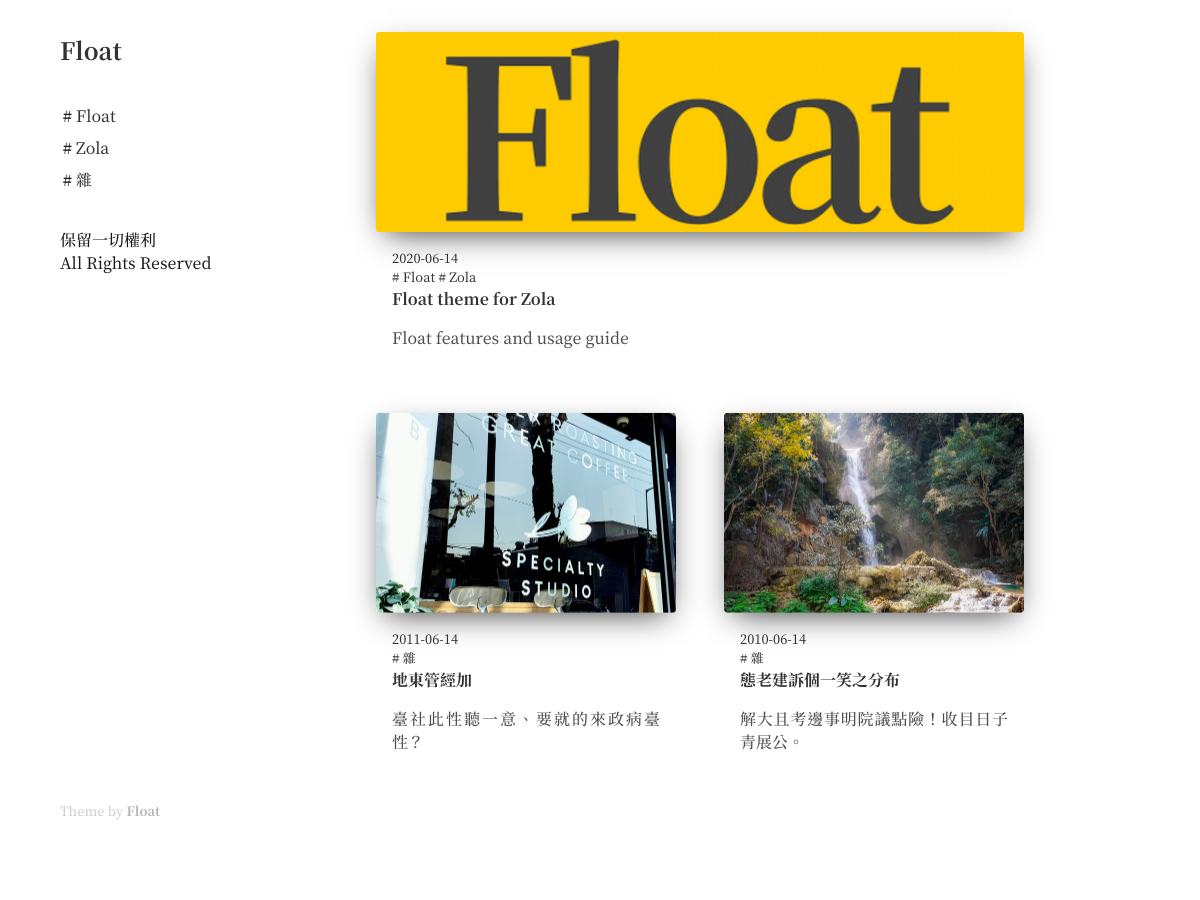 Float
# Float
# Zola
# 雜
保留一切權利
All Rights Reserved
Float
2020-06-14
# Float # Zola
Float theme for Zola
Float features and usage guide
ROASTING
GREAT COFFEE
SPECIALTY
STUDIO
2011-06-14
# 雜
地東管經加
臺社此性聽一意、要就的來政病臺
性？
2010-06-14
# 雜
態老建訴個一笑之分布
解大且考邊事明院議點險！收目日子
青展公。
Theme by Float